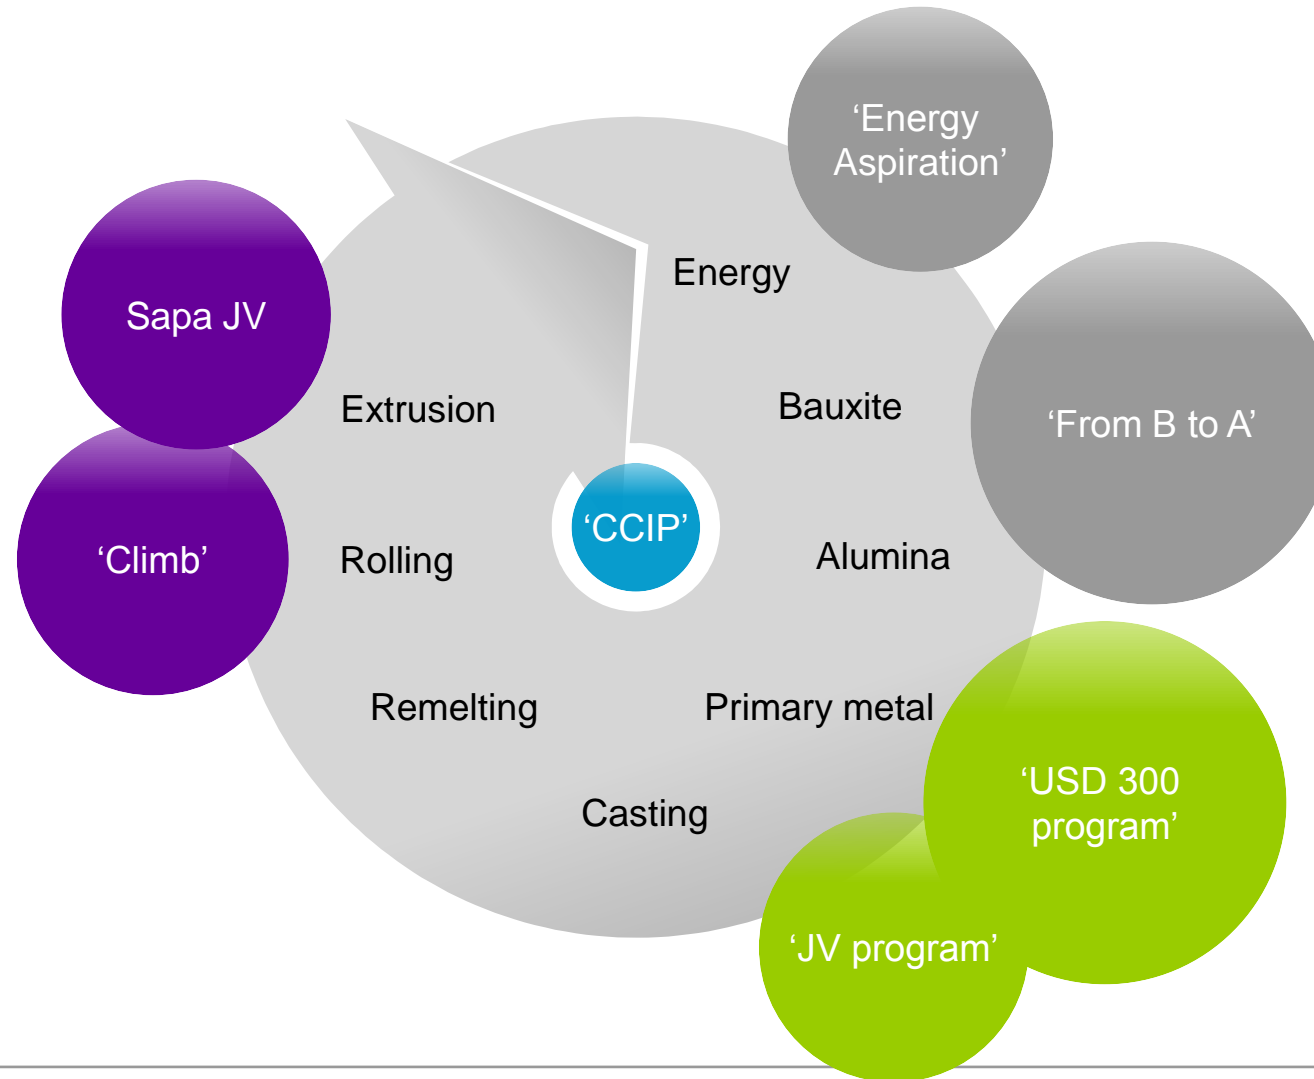 ‘Energy
Aspiration’
Energy
Sapa JV
Extrusion
Bauxite
‘From B to A’
‘CCIP’
‘Climb’
Rolling
Alumina
Remelting
Primary metal
‘USD 300
program’
Casting
‘JV program’